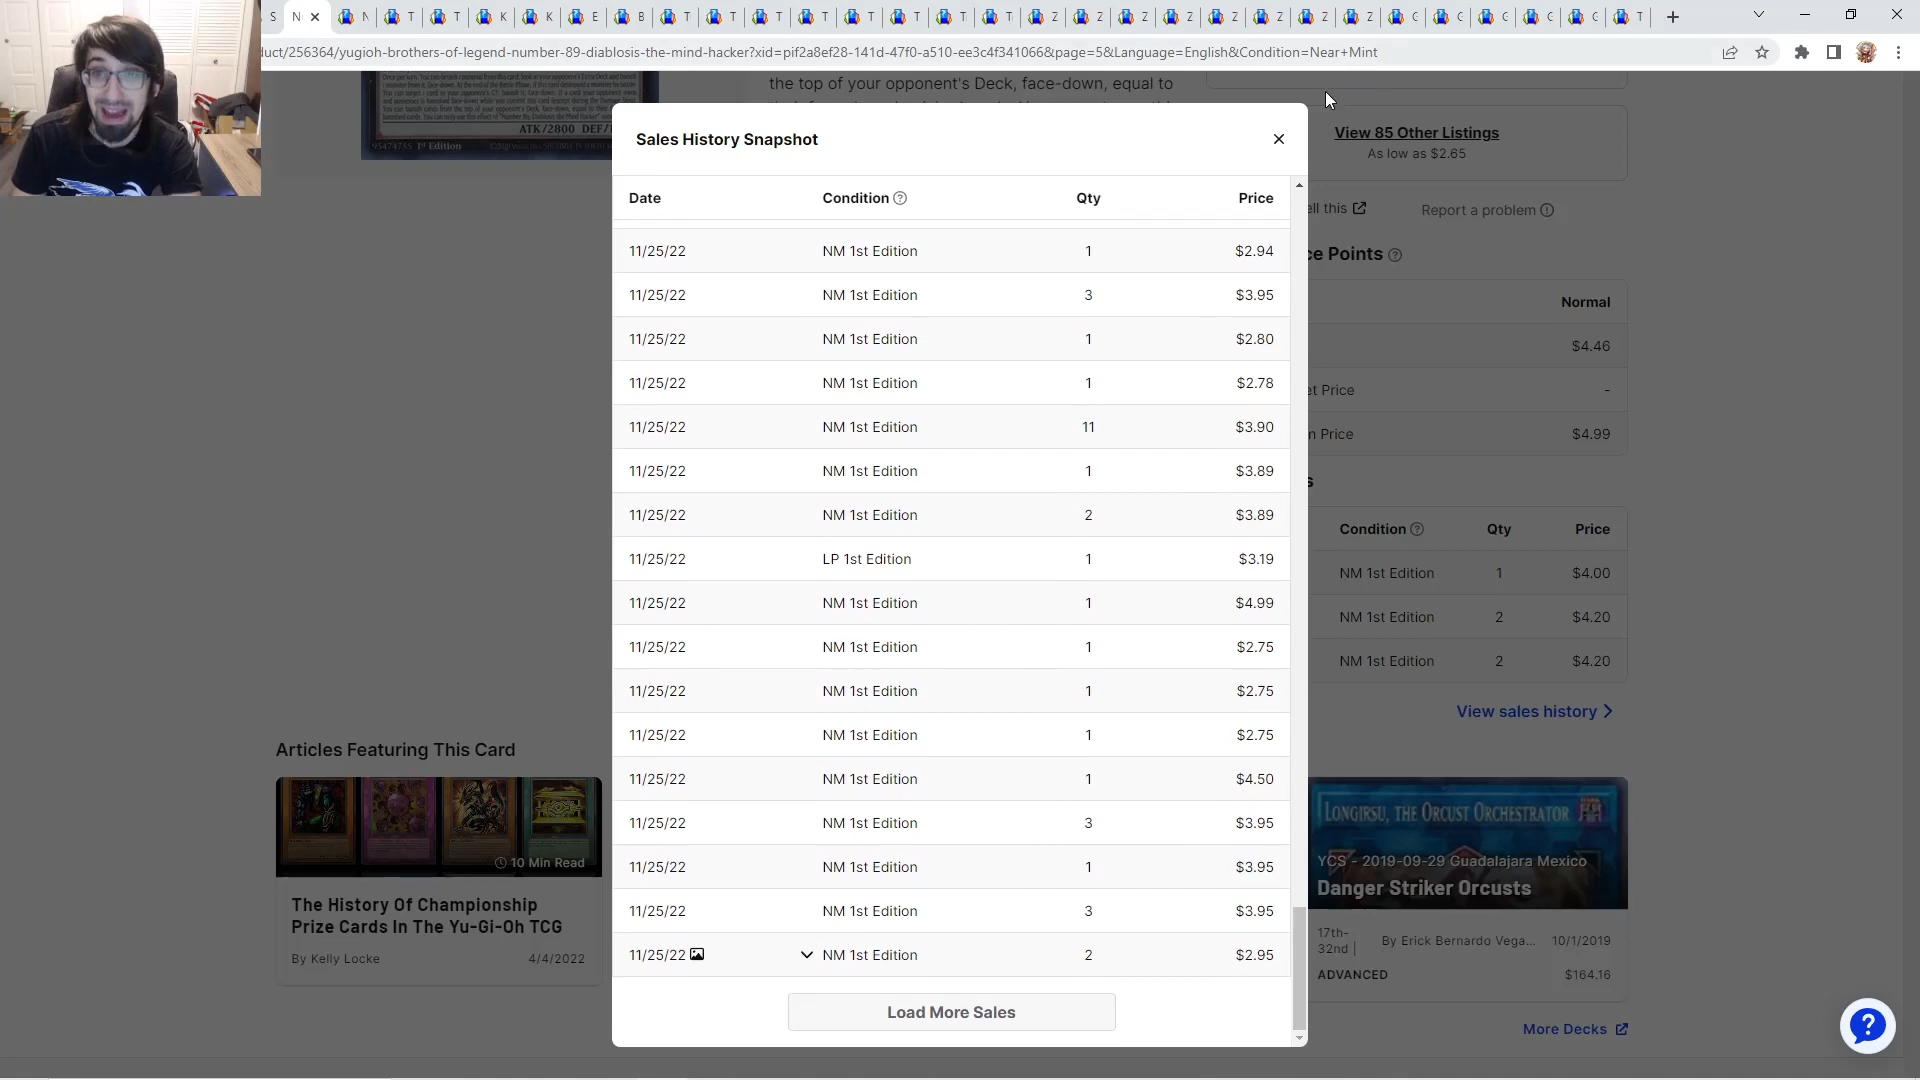 N
N
T
T
K
K
E
B
T
T
T
T
T
T
T
T
Z
Z
Z
Z
Z
Z
Z
Z
C
C
C
C
C
T
duct/256364/yugioh-brothers-of-legend-number-89-diablosis-the-mind-hacker?xid=pif2a8ef28-141d-47f0-a510-ee3c4f341066&page=5&Language=English&Condition=Near+Mint
the top of your opponent's Deck, face-down, equal to
ATK/2800 DEF/
95474755 1st Edition
View 85 Other Listings
As low as $2.65
ell this
Report a problem
ce Points
Normal
$4.46
et Price -
n Price $4.99
s
Condition Qty Price
NM 1st Edition 1 $4.00
NM 1st Edition 2 $4.20
NM 1st Edition 2 $4.20
View sales history
Sales History Snapshot
Date Condition Qty Price
11/25/22 NM 1st Edition 1 $2.94
11/25/22 NM 1st Edition 3 $3.95
11/25/22 NM 1st Edition 1 $2.80
11/25/22 NM 1st Edition 1 $2.78
11/25/22 NM 1st Edition 11 $3.90
11/25/22 NM 1st Edition 1 $3.89
11/25/22 NM 1st Edition 2 $3.89
11/25/22 LP 1st Edition 1 $3.19
11/25/22 NM 1st Edition 1 $4.99
11/25/22 NM 1st Edition 1 $2.75
11/25/22 NM 1st Edition 1 $2.75
11/25/22 NM 1st Edition 1 $2.75
11/25/22 NM 1st Edition 1 $4.50
11/25/22 NM 1st Edition 3 $3.95
11/25/22 NM 1st Edition 1 $3.95
11/25/22 NM 1st Edition 3 $3.95
11/25/22 NM 1st Edition 2 $2.95
Load More Sales
Articles Featuring This Card
10 Min Read
The History Of Championship
Prize Cards In The Yu-Gi-Oh TCG
By Kelly Locke 4/4/2022
LONGIRSU, THE ORCUST ORCHESTRATOR
YCS - 2019-09-29 Guadalajara Mexico
Danger Striker Orcusts
17th-
32nd |
By Erick Bernardo Vega... 10/1/2019
ADVANCED $164.16
More Decks
?